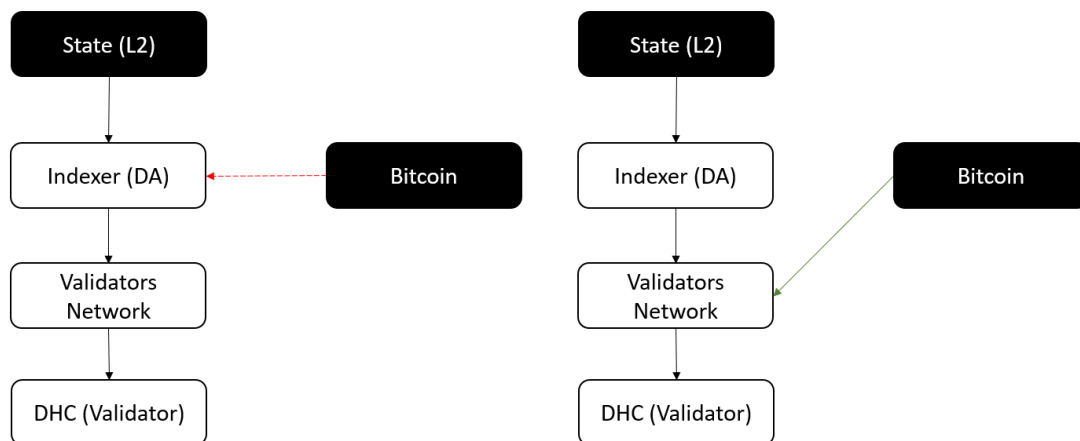 State (L2)
Indexer (DA)
Bitcoin
Validators
Network
DHC (Validator)
State (L2)
Indexer (DA)
Bitcoin
Validators
Network
DHC (Validator)